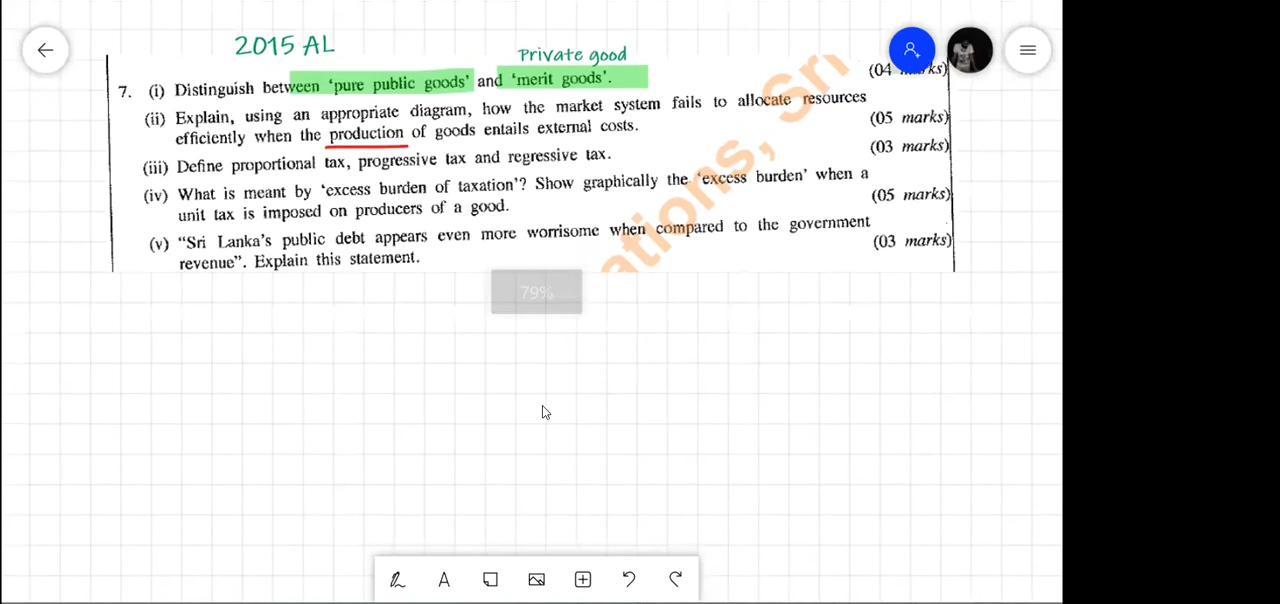 2015 AL
Private good
7. (i) Distinguish between ‘pure public goods’ and ‘merit goods’.
(04 marks)
(ii) Explain, using an appropriate diagram, how the market system fails to allocate resources
efficiently when the production of goods entails external costs.
(05 marks)
(iii) Define proportional tax, progressive tax and regressive tax.
(03 marks)
(iv) What is meant by ‘excess burden of taxation’? Show graphically the ‘excess burden’ when a
unit tax is imposed on producers of a good.
(05 marks)
(v) “Sri Lanka’s public debt appears even more worrisome when compared to the government
revenue”. Explain this statement.
(03 marks)
ations, Sri
79%
A